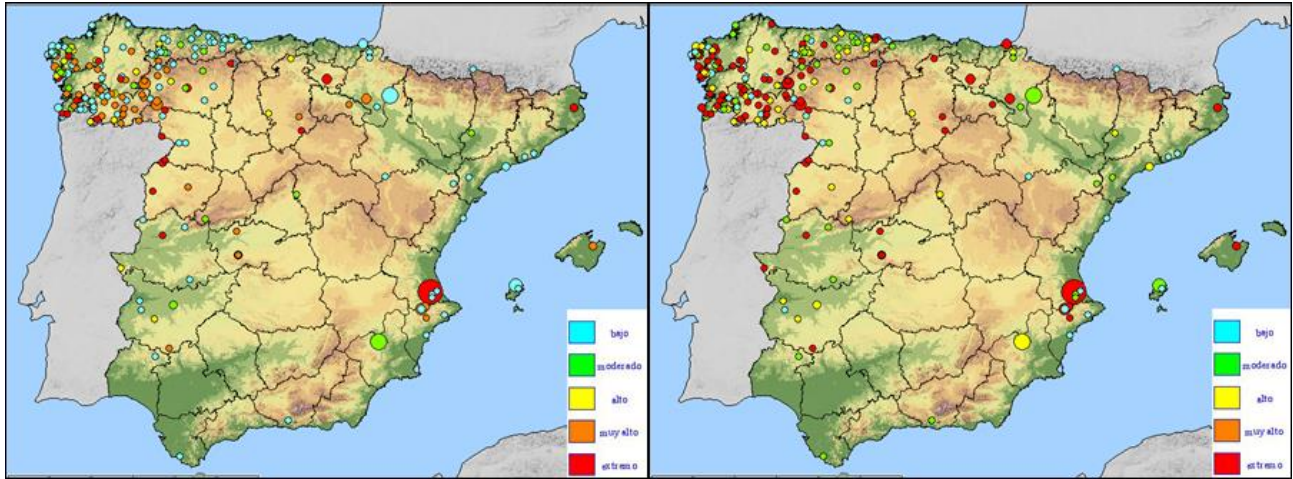 bajo
moderado
alto
muy alto
extremo
bajo
moderado
alto
muy alto
extremo